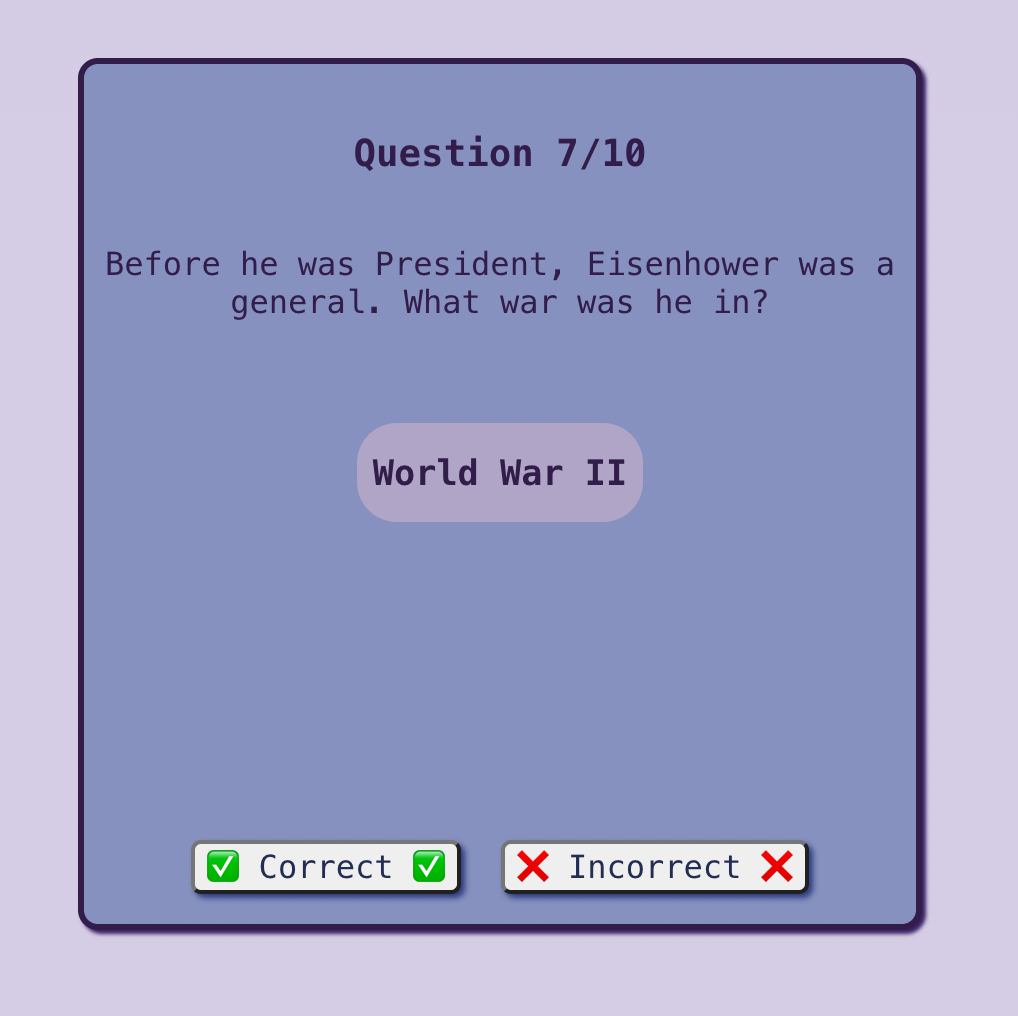 Question 7/10
Before he was President, Eisenhower was a
general. What war was he in?
World War II
✅ Correct ✅
❌ Incorrect ❌